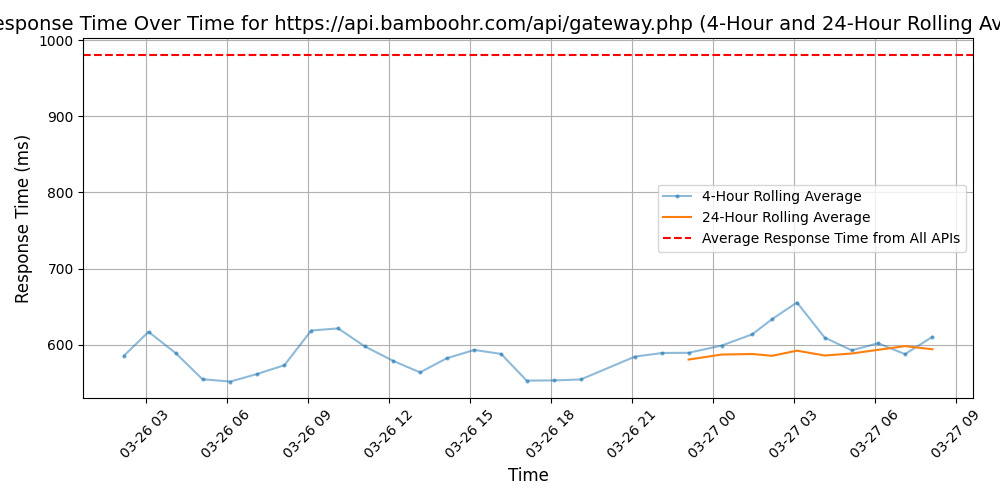 esponse Time Over Time for https://api.bamboohr.com/api/gateway.php (4-Hour and 24-Hour Rolling Av
1000
900
800
700
600
Response Time (ms)
4-Hour Rolling Average
24-Hour Rolling Average
Average Response Time from All APIs
03-26 03
03-26 06
03-26 09
03-26 12
03-26 15
03-26 18
03-26 21
03-27 00
03-27 03
03-27 06
03-27 09
Time